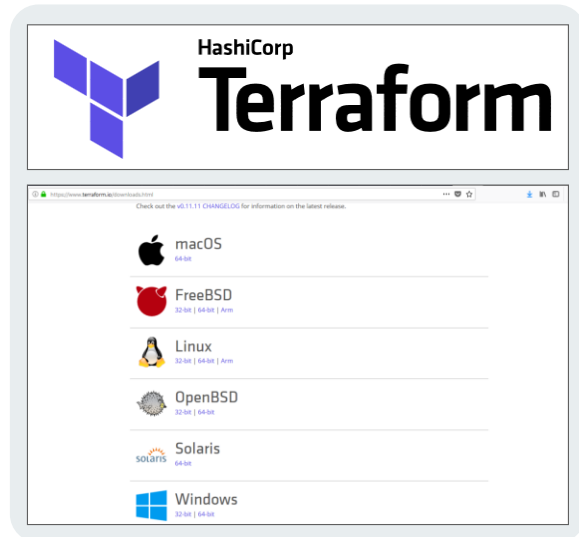 HashiCorp
Terraform
https://www.terraform.io/downloads.html
Check out the v0.11.11 CHANGELOG for information on the latest release.
macOS
64-bit
FreeBSD
32-bit | 64-bit | Arm
Linux
32-bit | 64-bit | Arm
OpenBSD
32-bit | 64-bit
SOLARIS
Solaris
64-bit
Windows
32-bit | 64-bit